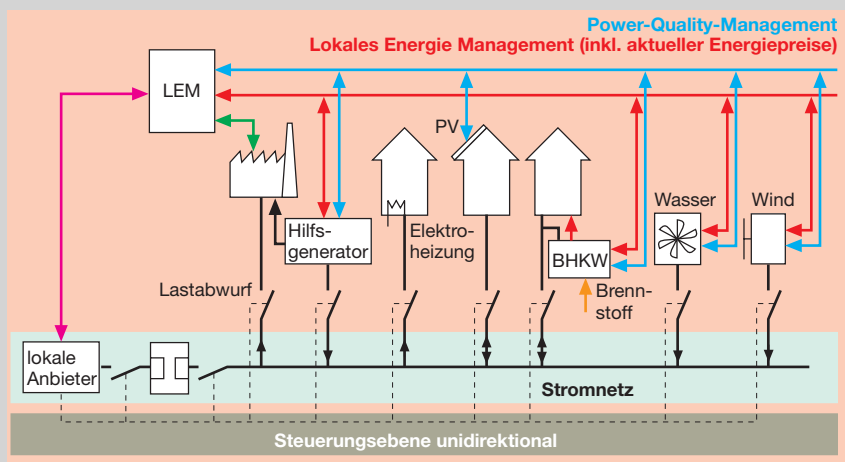 Power-Quality-Management
Lokales Energie Management (inkl. aktueller Energiepreise)
LEM
PV
Wasser
Wind
Hilfs-
generator
Elektro-
heizung
BHKW
Lastabwurf
Brenn-
stoff
lokale
Anbieter
Stromnetz
Steuerungsebene unidirektional